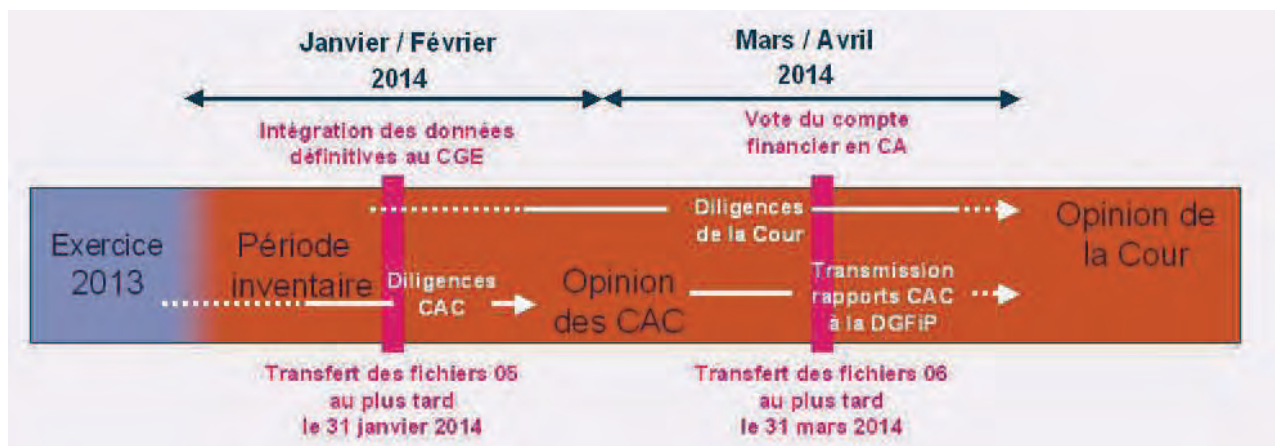 Janvier / Février
2014
Mars / Avril
2014
Intégration des données
définitives au CGE
Vote du compte
financier en CA
Exercice
2013
Période
inventaire
Diligences
CAC
Opinion
des CAC
Diligences
de la Cour
Transmission
rapports CAC
à la DGFiP
Opinion de
la Cour
Transfert des fichiers 05
au plus tard
le 31 janvier 2014
Transfert des fichiers 06
au plus tard
le 31 mars 2014